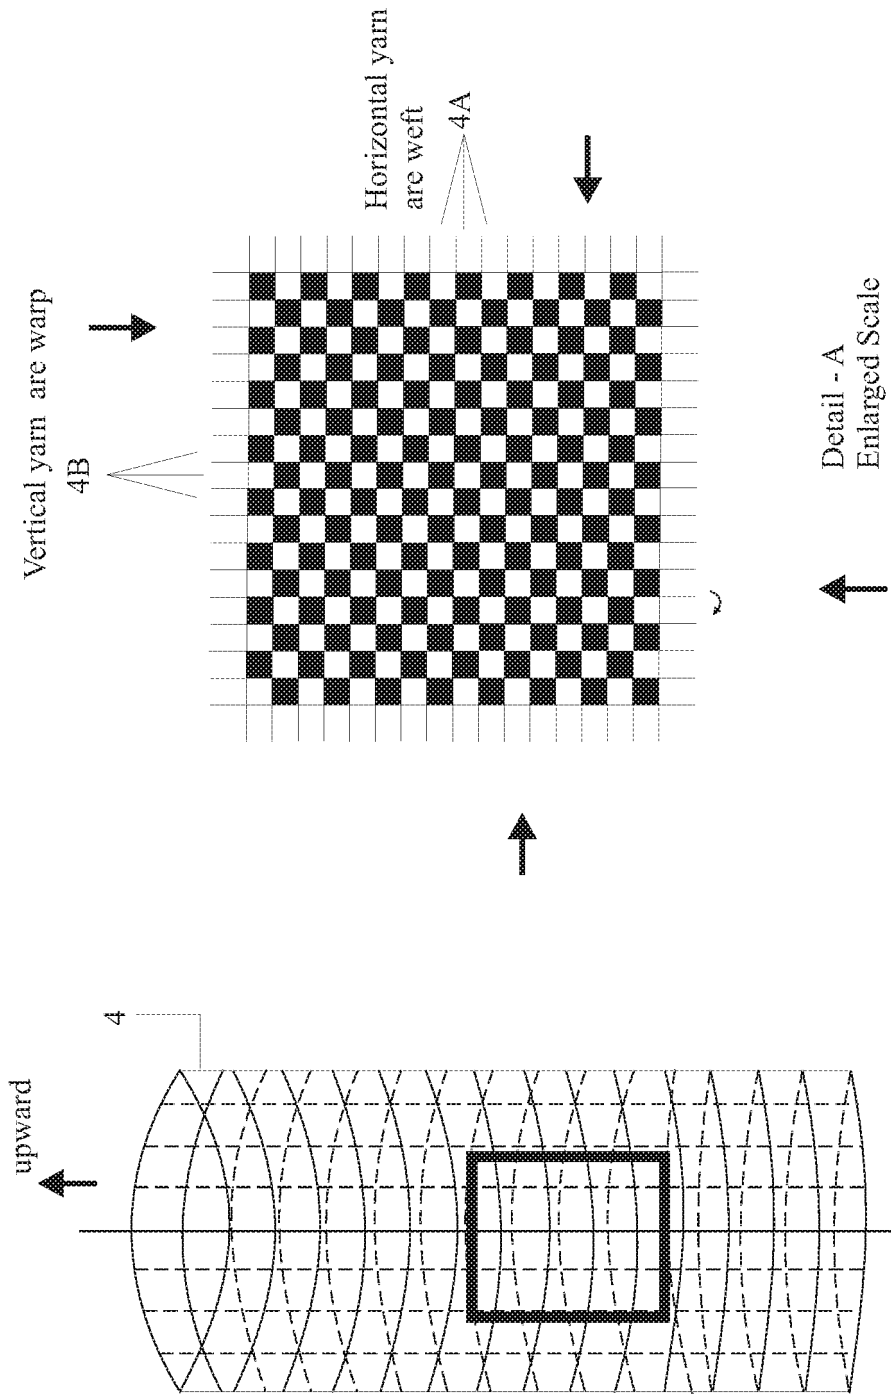 upward
4
Vertical yarn are warp
4B
Horizontal yarn
are weft
4A
Detail - A
Enlarged Scale